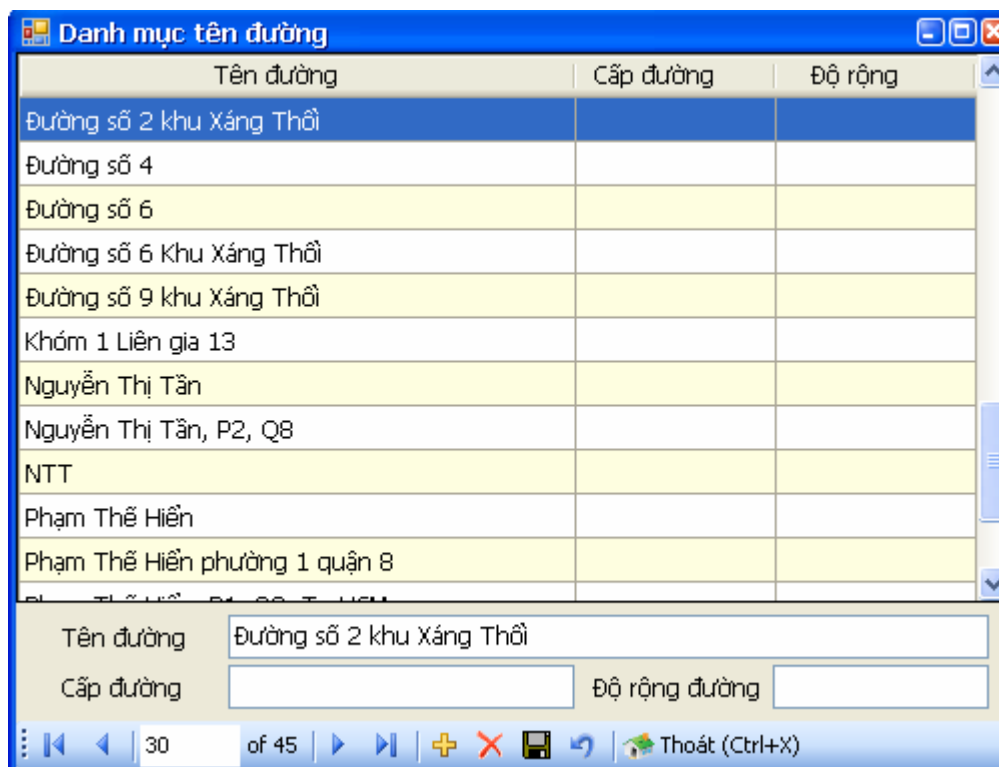 Danh mục tên đường
Tên đường Cấp đường Độ rộng
Đường số 2 khu Xáng Thổi
Đường số 4
Đường số 6
Đường số 6 Khu Xáng Thổi
Đường số 9 khu Xáng Thổi
Khóm 1 Liên gia 13
Nguyễn Thị Tần
Nguyễn Thị Tần, P2, Q8
NTT
Phạm Thế Hiển
Phạm Thế Hiển phường 1 quận 8
Tên đường Đường số 2 khu Xáng Thổi
Cấp đường Độ rộng đường
30 of 45 Thoát (Ctrl+X)